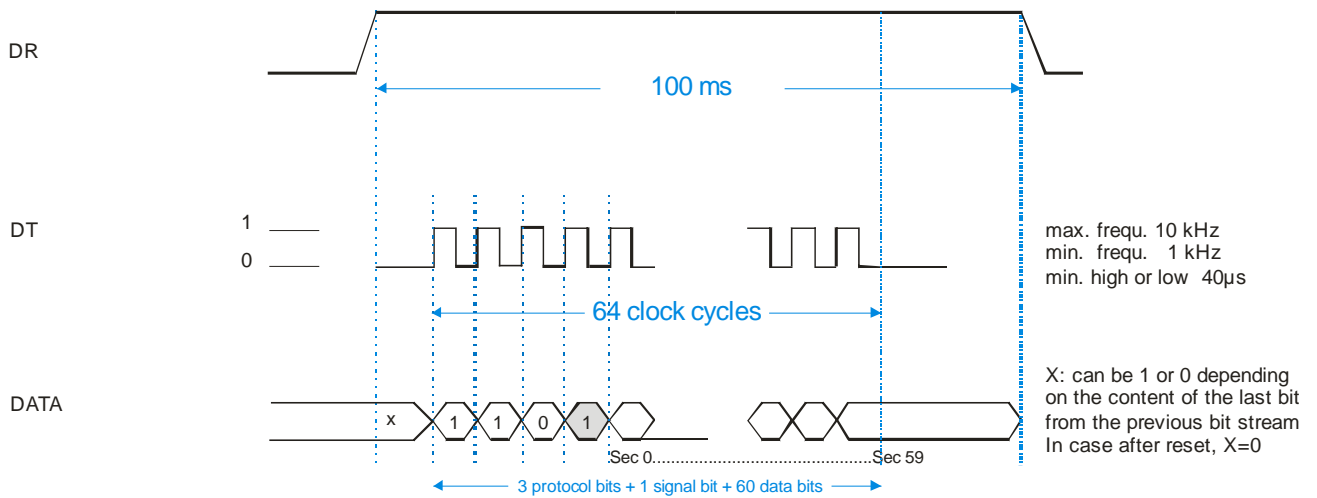 DR
100 ms
DT
1
0
max. frequ. 10 kHz
min. frequ. 1 kHz
min. high or low 40µs
64 clock cycles
DATA
x
1
1
0
1
X: can be 1 or 0 depending
on the content of the last bit
from the previous bit stream
In case after reset, X=0
Sec 0..................................................Sec 59
3 protocol bits + 1 signal bit + 60 data bits